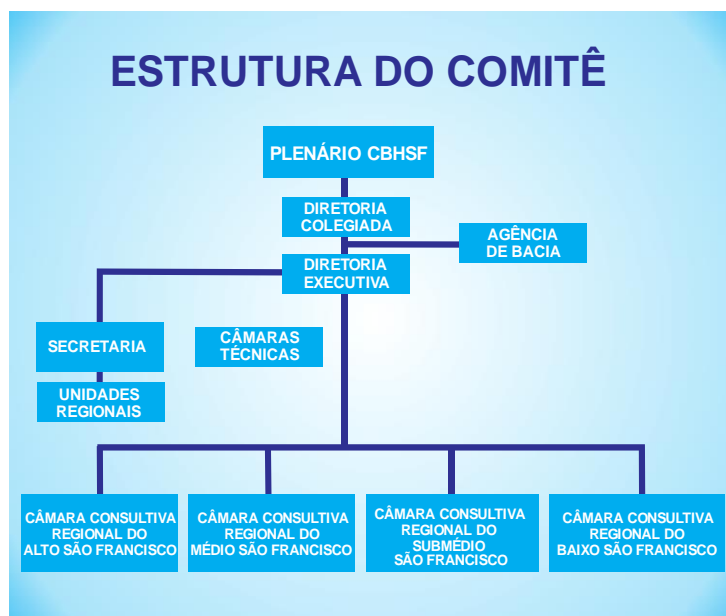 ESTRUTURA DO COMITÊ
PLENÁRIO CBHSF
DIRETORIA
COLEGIADA
AGÊNCIA
DE BACIA
DIRETORIA
EXECUTIVA
SECRETARIA
CÂMARAS
TÉCNICAS
UNIDADES
REGIONAIS
CÂMARA CONSULTIVA
REGIONAL DO
ALTO SÃO FRANCISCO
CÂMARA CONSULTIVA
REGIONAL DO
MÉDIO SÃO FRANCISCO
CÂMARA CONSULTIVA
REGIONAL DO
SUBMÉDIO
SÃO FRANCISCO
CÂMARA CONSULTIVA
REGIONAL DO
BAIXO SÃO FRANCISCO